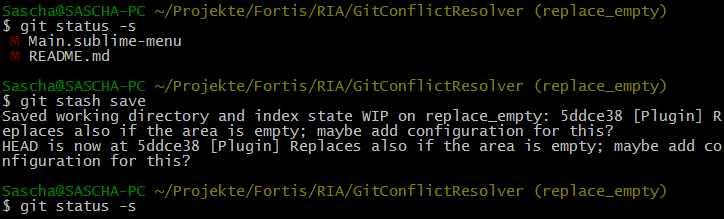 Sascha@SASCHA-PC ~/Projekte/Fortis/RIA/GitConflictResolver (replace_empty)
$ git status -s
 M Main.sublime-menu
 M README.md
Sascha@SASCHA-PC ~/Projekte/Fortis/RIA/GitConflictResolver (replace_empty)
$ git stash save
Saved working directory and index state WIP on replace_empty: 5ddce38 [Plugin] R
eplaces also if the area is empty; maybe add configuration for this?
HEAD is now at 5ddce38 [Plugin] Replaces also if the area is empty; maybe add co
nfiguration for this?
Sascha@SASCHA-PC ~/Projekte/Fortis/RIA/GitConflictResolver (replace_empty)
$ git status -s